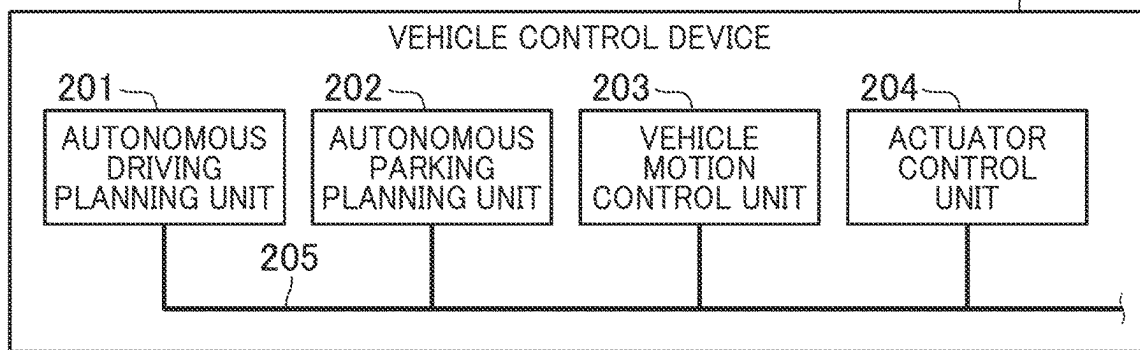 VEHICLE CONTROL DEVICE
201
202
203
204
AUTONOMOUS
DRIVING
PLANNING UNIT
AUTONOMOUS
PARKING
PLANNING UNIT
VEHICLE
MOTION
CONTROL UNIT
ACTUATOR
CONTROL
UNIT
205